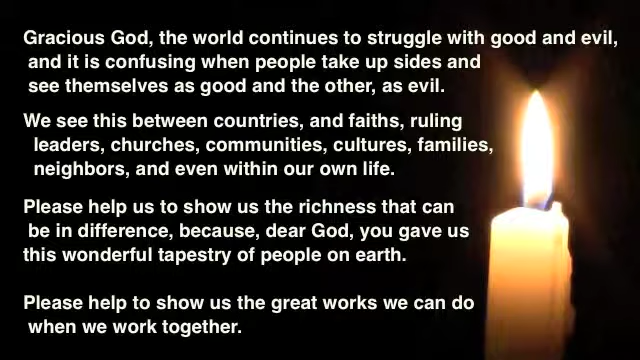 Gracious God, the world continues to struggle with good and evil,
and it is confusing when people take up sides and
see themselves as good and the other, as evil.
We see this between countries, and faiths, ruling
leaders, churches, communities, cultures, families,
neighbors, and even within our own life.
Please help us to show us the richness that can
be in difference, because, dear God, you gave us
this wonderful tapestry of people on earth.
Please help to show us the great works we can do
when we work together.